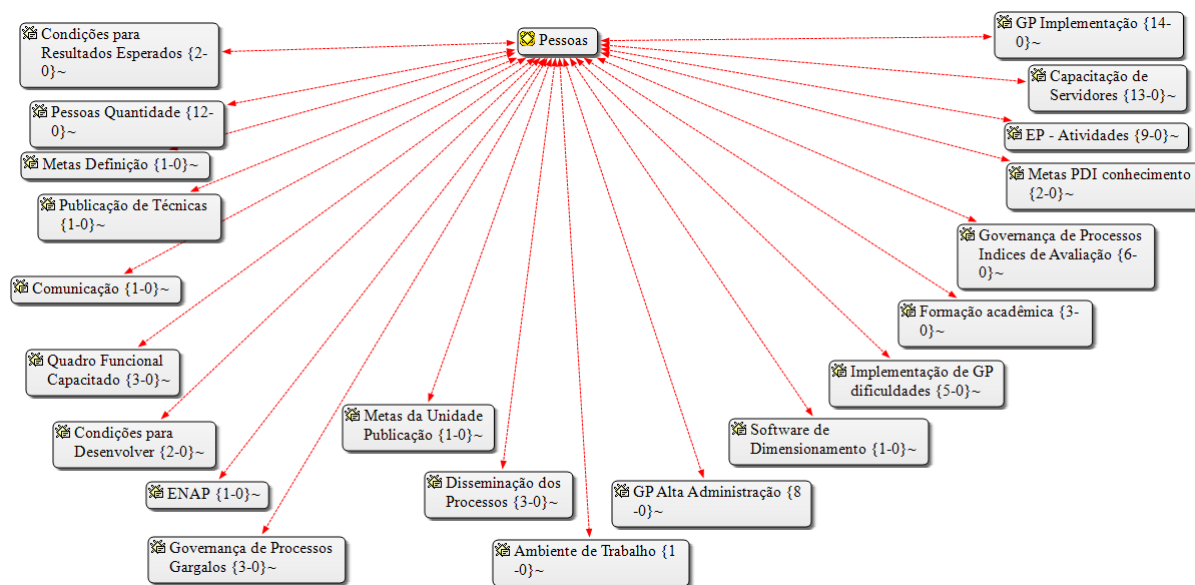 Pessoas
Condições para
Resultados Esperados {2-
0}~
Pessoas Quantidade {12-
0}~
Metas Definição {1-0}~
Publicação de Técnicas
{1-0}~
Comunicação {1-0}~
Quadro Funcional
Capacitado {3-0}~
Condições para
Desenvolver {2-0}~
ENAP {1-0}~
Governança de Processos
Gargalos {3-0}~
Metas da Unidade
Publicação {1-0}~
Disseminação dos
Processos {3-0}~
Ambiente de Trabalho {1
-0}~
GP Alta Administração {8
-0}~
Software de
Dimensionamento {1-0}~
Implementação de GP
dificuldades {5-0}~
Formação acadêmica {3-
0}~
Governança de Processos
Indices de Avaliação {6-
0}~
Metas PDI conhecimento
{2-0}~
EP - Atividades {9-0}~
Capacitação de
Servidores {13-0}~
GP Implementação {14-
0}~